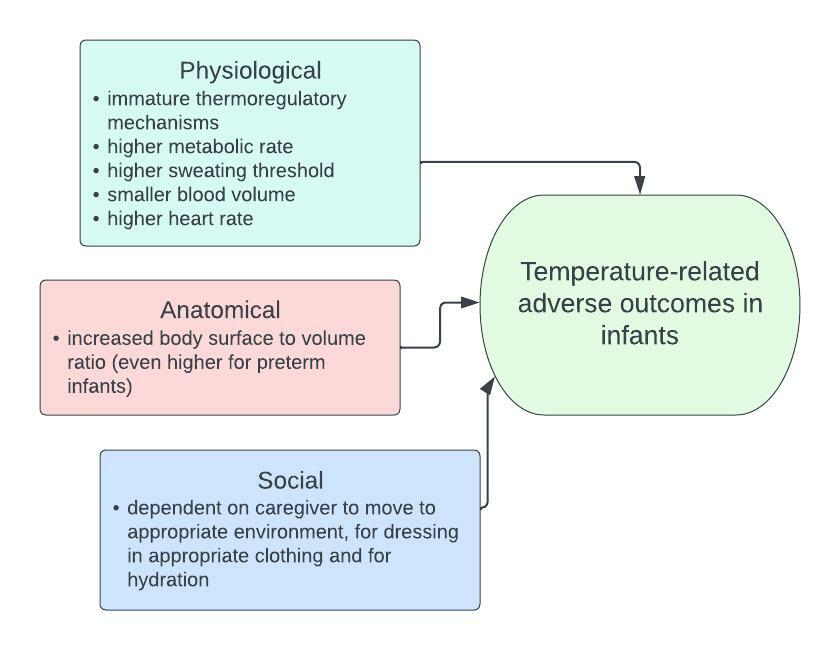 Physiological
• immature thermoregulatory
mechanisms
• higher metabolic rate
• higher sweating threshold
• smaller blood volume
• higher heart rate
Anatomical
• increased body surface to volume
ratio (even higher for preterm
infants)
Social
• dependent on caregiver to move to
appropriate environment, for dressing
in appropriate clothing and for
hydration
Temperature-related
adverse outcomes in
infants